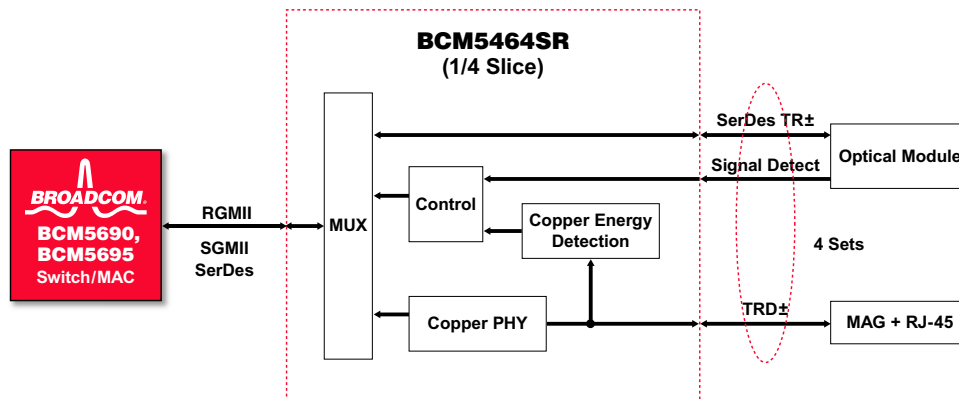 BCM5464SR
(1/4 Slice)
SerDes TR±
Signal Detect
Optical Module
BROADCOM®
BCM5690,
BCM5695
Switch/MAC
RGMII
SGMII
SerDes
MUX
Control
Copper Energy
Detection
4 Sets
Copper PHY
TRD±
MAG + RJ-45